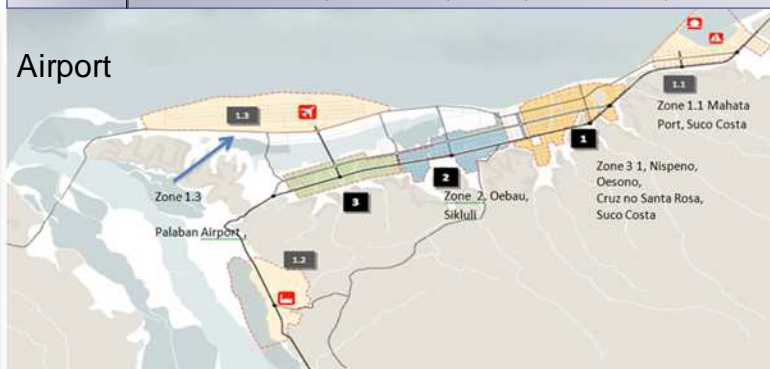 Airport
1.3
1.1
Zone 1.1 Mahata
Port, Suco Costa
1
Zone 3 1, Nispeno,
Oesono,
Cruz no Santa Rosa,
Suco Costa
2
Zone 2, Oebau,
Sikluli
3
Zone 1.3
Palaban Airport ,
1.2